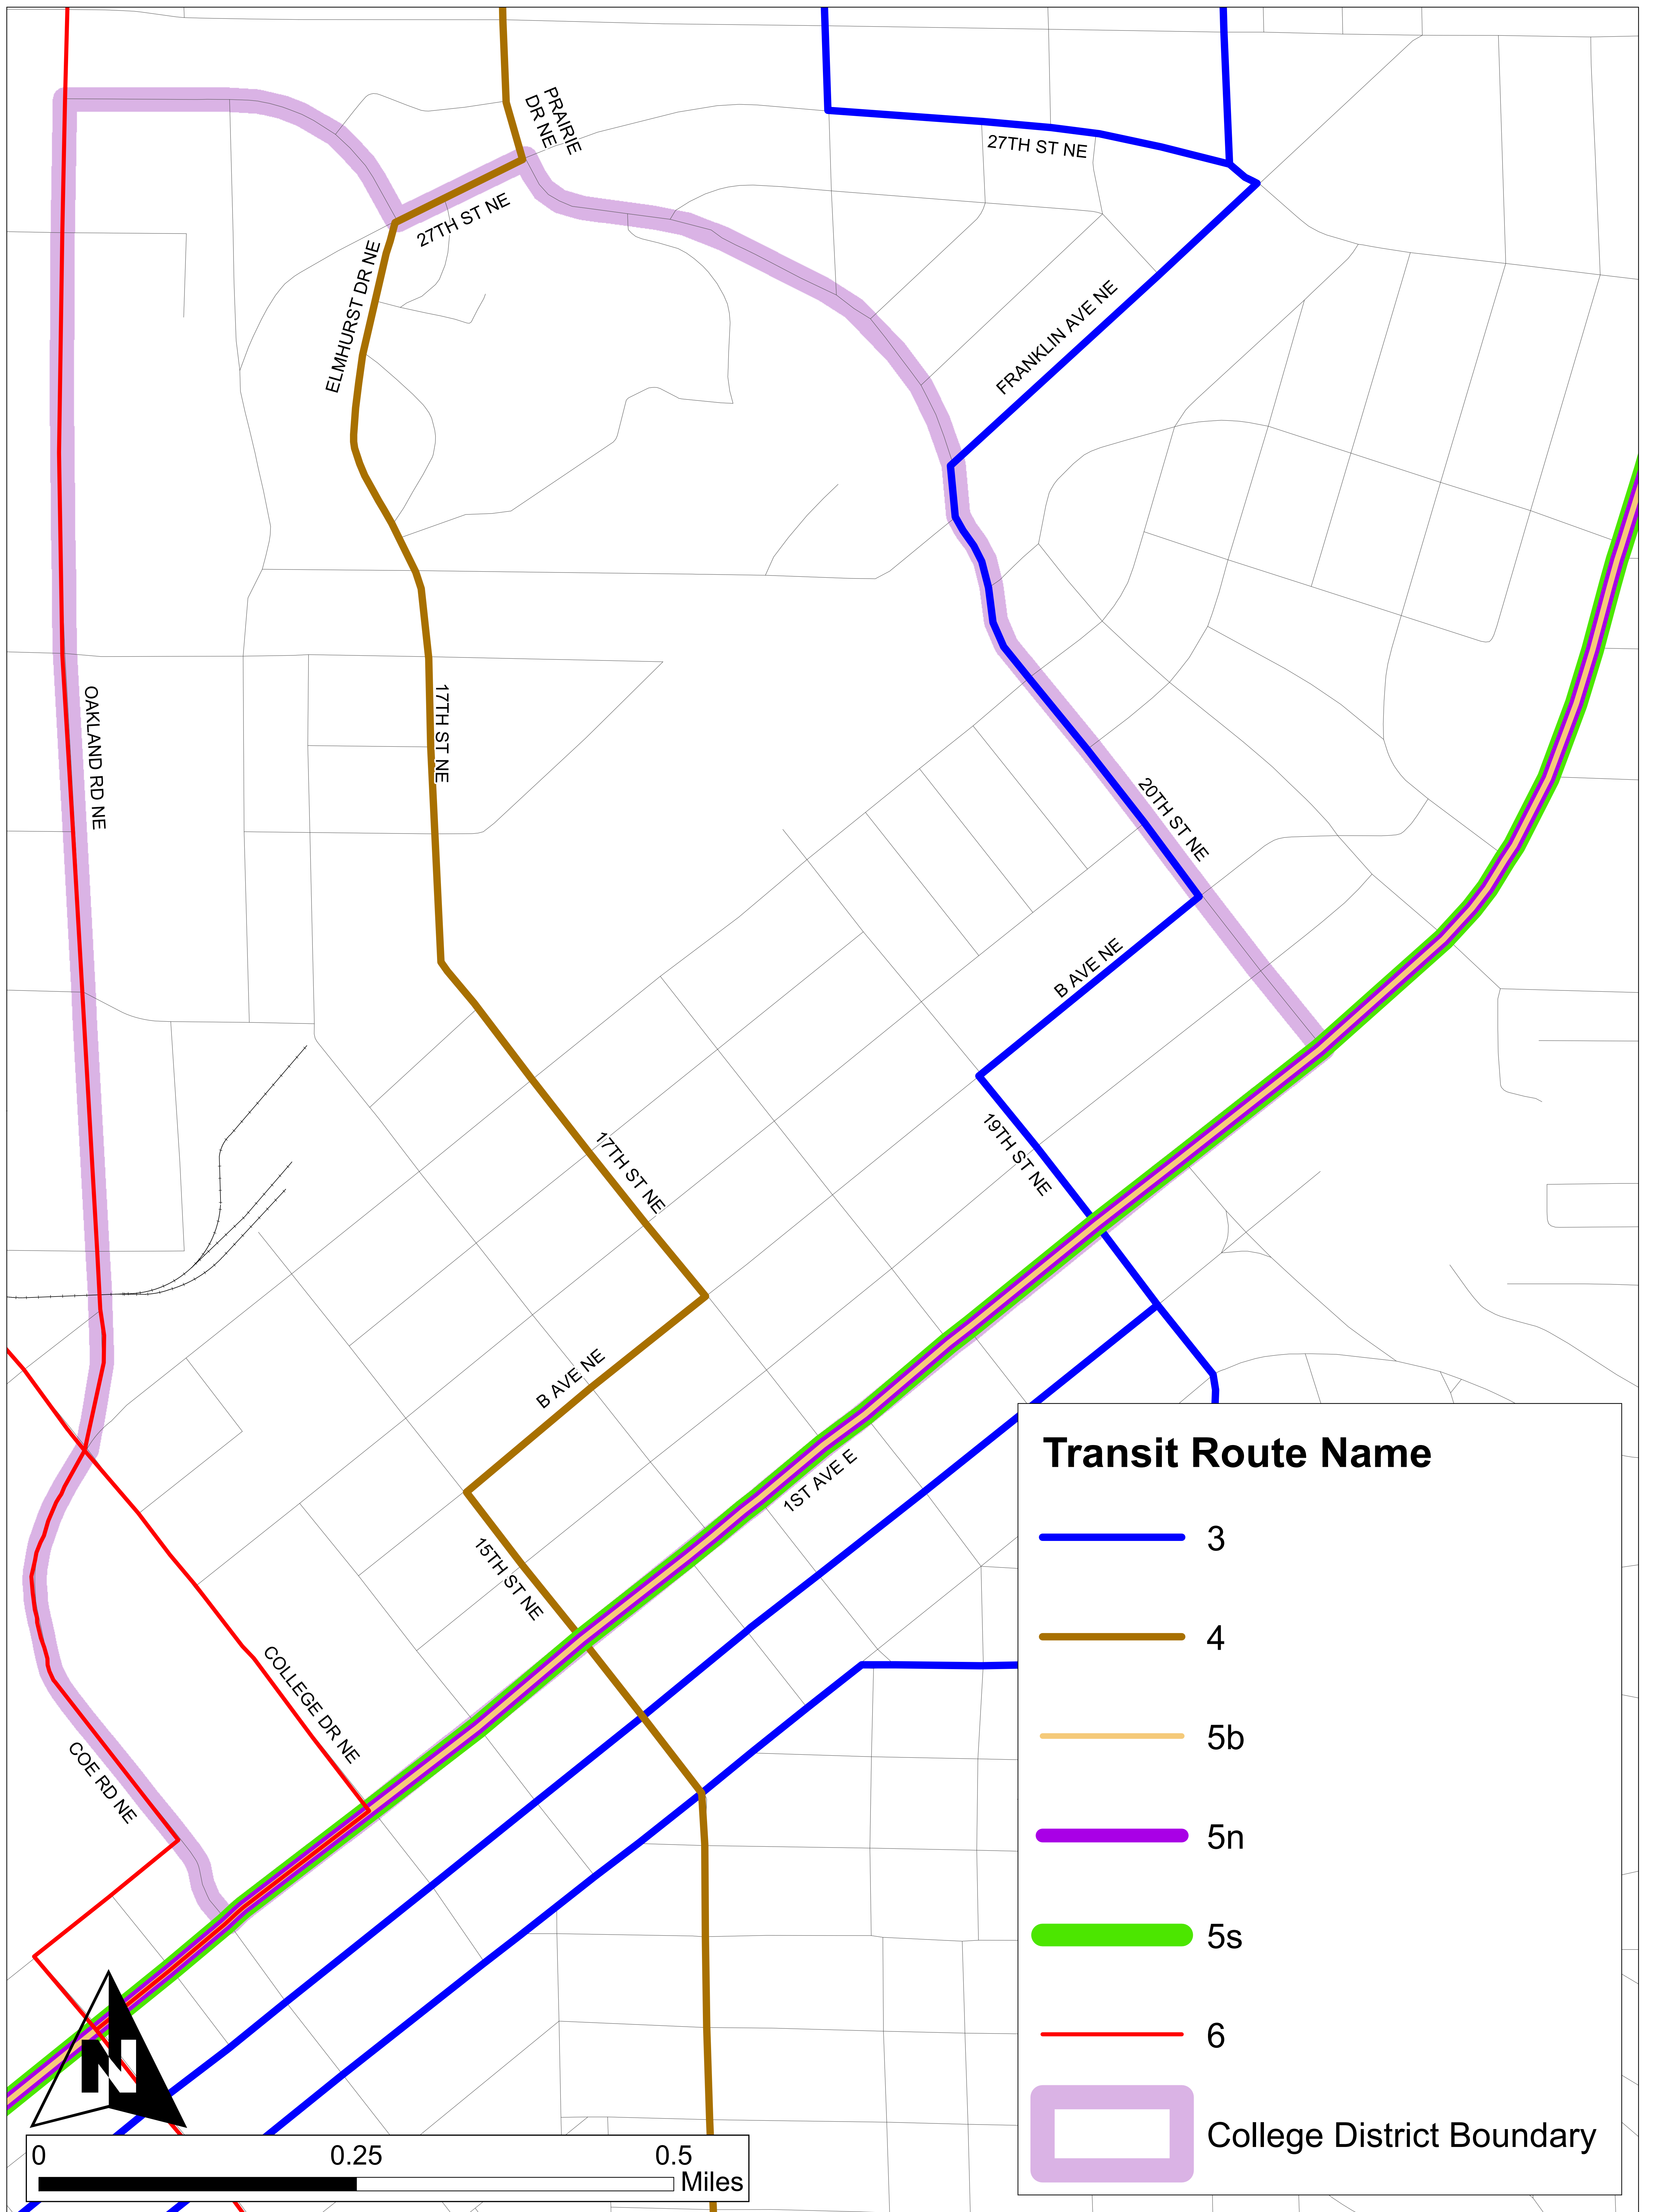 PRAIRIE
DR NE
27TH ST NE
27TH ST NE
ELMHURST DR NE
FRANKLIN AVE NE
OAKLAND RD NE
17TH ST NE
20TH ST NE
B AVE NE
19TH ST NE
17TH ST NE
B AVE NE
1ST AVE E
15TH ST NE
COLLEGE DR NE
COE RD NE
Transit Route Name
3
4
5b
5n
5s
6
College District Boundary
N
0 0.25 0.5
Miles